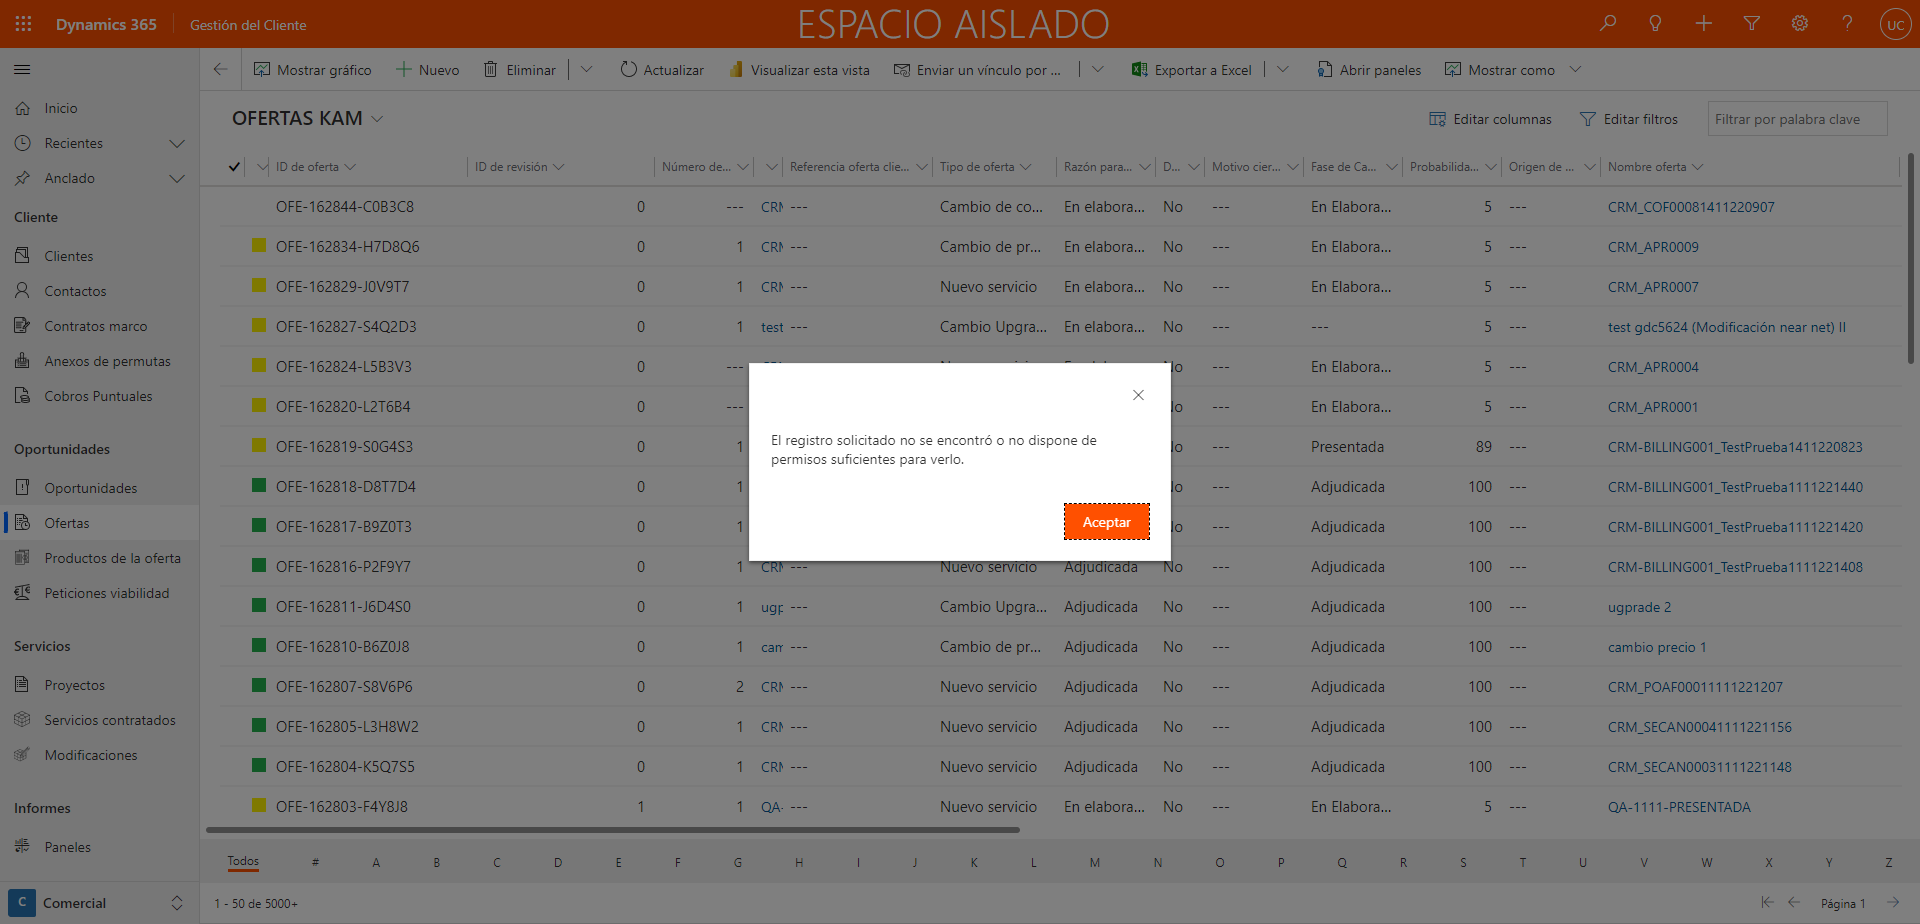 Dynamics 365 Gestión del Cliente ESPACIO AISLADO UC
Mostrar gráfico Nuevo Eliminar Actualizar Visualizar esta vista Enviar un vínculo por ... Exportar a Excel Abrir paneles Mostrar como
Inicio
Recientes
Anclado
Cliente
Clientes
Contactos
Contratos marco
Anexos de permutas
Cobros Puntuales
Oportunidades
Oportunidades
Ofertas
Productos de la oferta
Peticiones viabilidad
Servicios
Proyectos
Servicios contratados
Modificaciones
Informes
Paneles
C Comercial
OFERTAS KAM Editar columnas Editar filtros Filtrar por palabra clave
ID de oferta ID de revisión Número de... Referencia oferta clie... Tipo de oferta Razón para... D... Motivo cier... Fase de Ca... Probabilida... Origen de ... Nombre oferta
OFE-162844-C0B3C8 0 --- CRM --- Cambio de co... En elabora... No --- En Elabora... 5 --- CRM_COF00081411220907
OFE-162834-H7D8Q6 0 1 CRM --- Cambio de pr... En elabora... No --- En Elabora... 5 --- CRM_APR0009
OFE-162829-J0V9T7 0 1 CRM --- Nuevo servicio En elabora... No --- En Elabora... 5 --- CRM_APR0007
OFE-162827-S4Q2D3 0 1 test --- Cambio Upgra... En elabora... No --- --- 5 --- test gdc5624 (Modificación near net) II
OFE-162824-L5B3V3 0 --- No --- En Elabora... 5 --- CRM_APR0004
OFE-162820-L2T6B4 0 --- No --- En Elabora... 5 --- CRM_APR0001
OFE-162819-S0G4S3 0 1 No --- Presentada 89 --- CRM-BILLING001_TestPrueba1411220823
OFE-162818-D8T7D4 0 1 No --- Adjudicada 100 --- CRM-BILLING001_TestPrueba1111221440
OFE-162817-B9Z0T3 0 1 No --- Adjudicada 100 --- CRM-BILLING001_TestPrueba1111221420
OFE-162816-P2F9Y7 0 1 CRM --- Nuevo servicio Adjudicada No --- Adjudicada 100 --- CRM-BILLING001_TestPrueba1111221408
OFE-162811-J6D4S0 0 1 ugp --- Cambio Upgra... Adjudicada No --- Adjudicada 100 --- ugprade 2
OFE-162810-B6Z0J8 0 1 cam --- Cambio de pr... Adjudicada No --- Adjudicada 100 --- cambio precio 1
OFE-162807-S8V6P6 0 2 CRM --- Nuevo servicio Adjudicada No --- Adjudicada 100 --- CRM_POAF00011111221207
OFE-162805-L3H8W2 0 1 CRM --- Nuevo servicio Adjudicada No --- Adjudicada 100 --- CRM_SECAN00041111221156
OFE-162804-K5Q7S5 0 1 CRM --- Nuevo servicio Adjudicada No --- Adjudicada 100 --- CRM_SECAN00031111221148
OFE-162803-F4Y8J8 1 1 QA- --- Nuevo servicio En elabora... No --- En Elabora... 5 --- QA-1111-PRESENTADA
El registro solicitado no se encontró o no dispone de
permisos suficientes para verlo.
Aceptar
Todos # A B C D E F G H I J K L M N O P Q R S T U V W X Y Z
1 - 50 de 5000+ Página 1